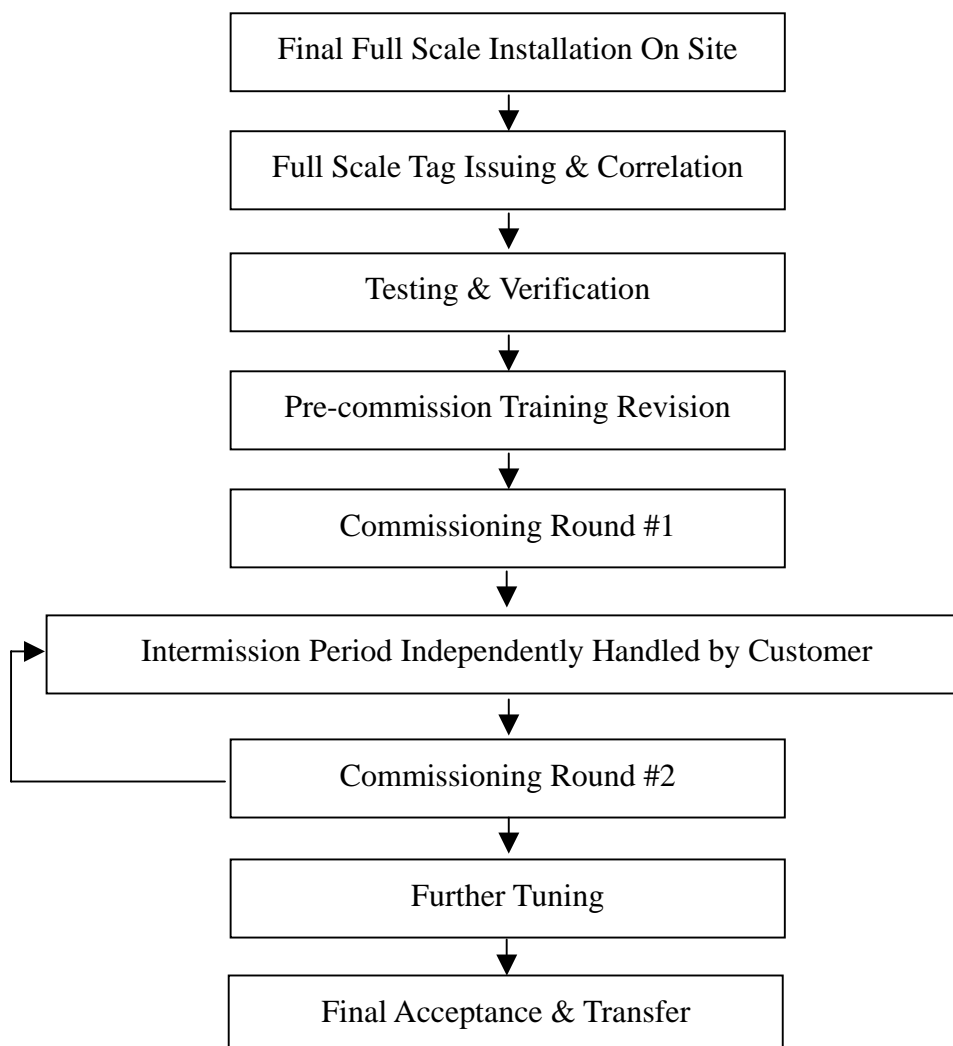 Final Full Scale Installation On Site
Full Scale Tag Issuing & Correlation
Testing & Verification
Pre-commission Training Revision
Commissioning Round #1
Intermission Period Independently Handled by Customer
Commissioning Round #2
Further Tuning
Final Acceptance & Transfer